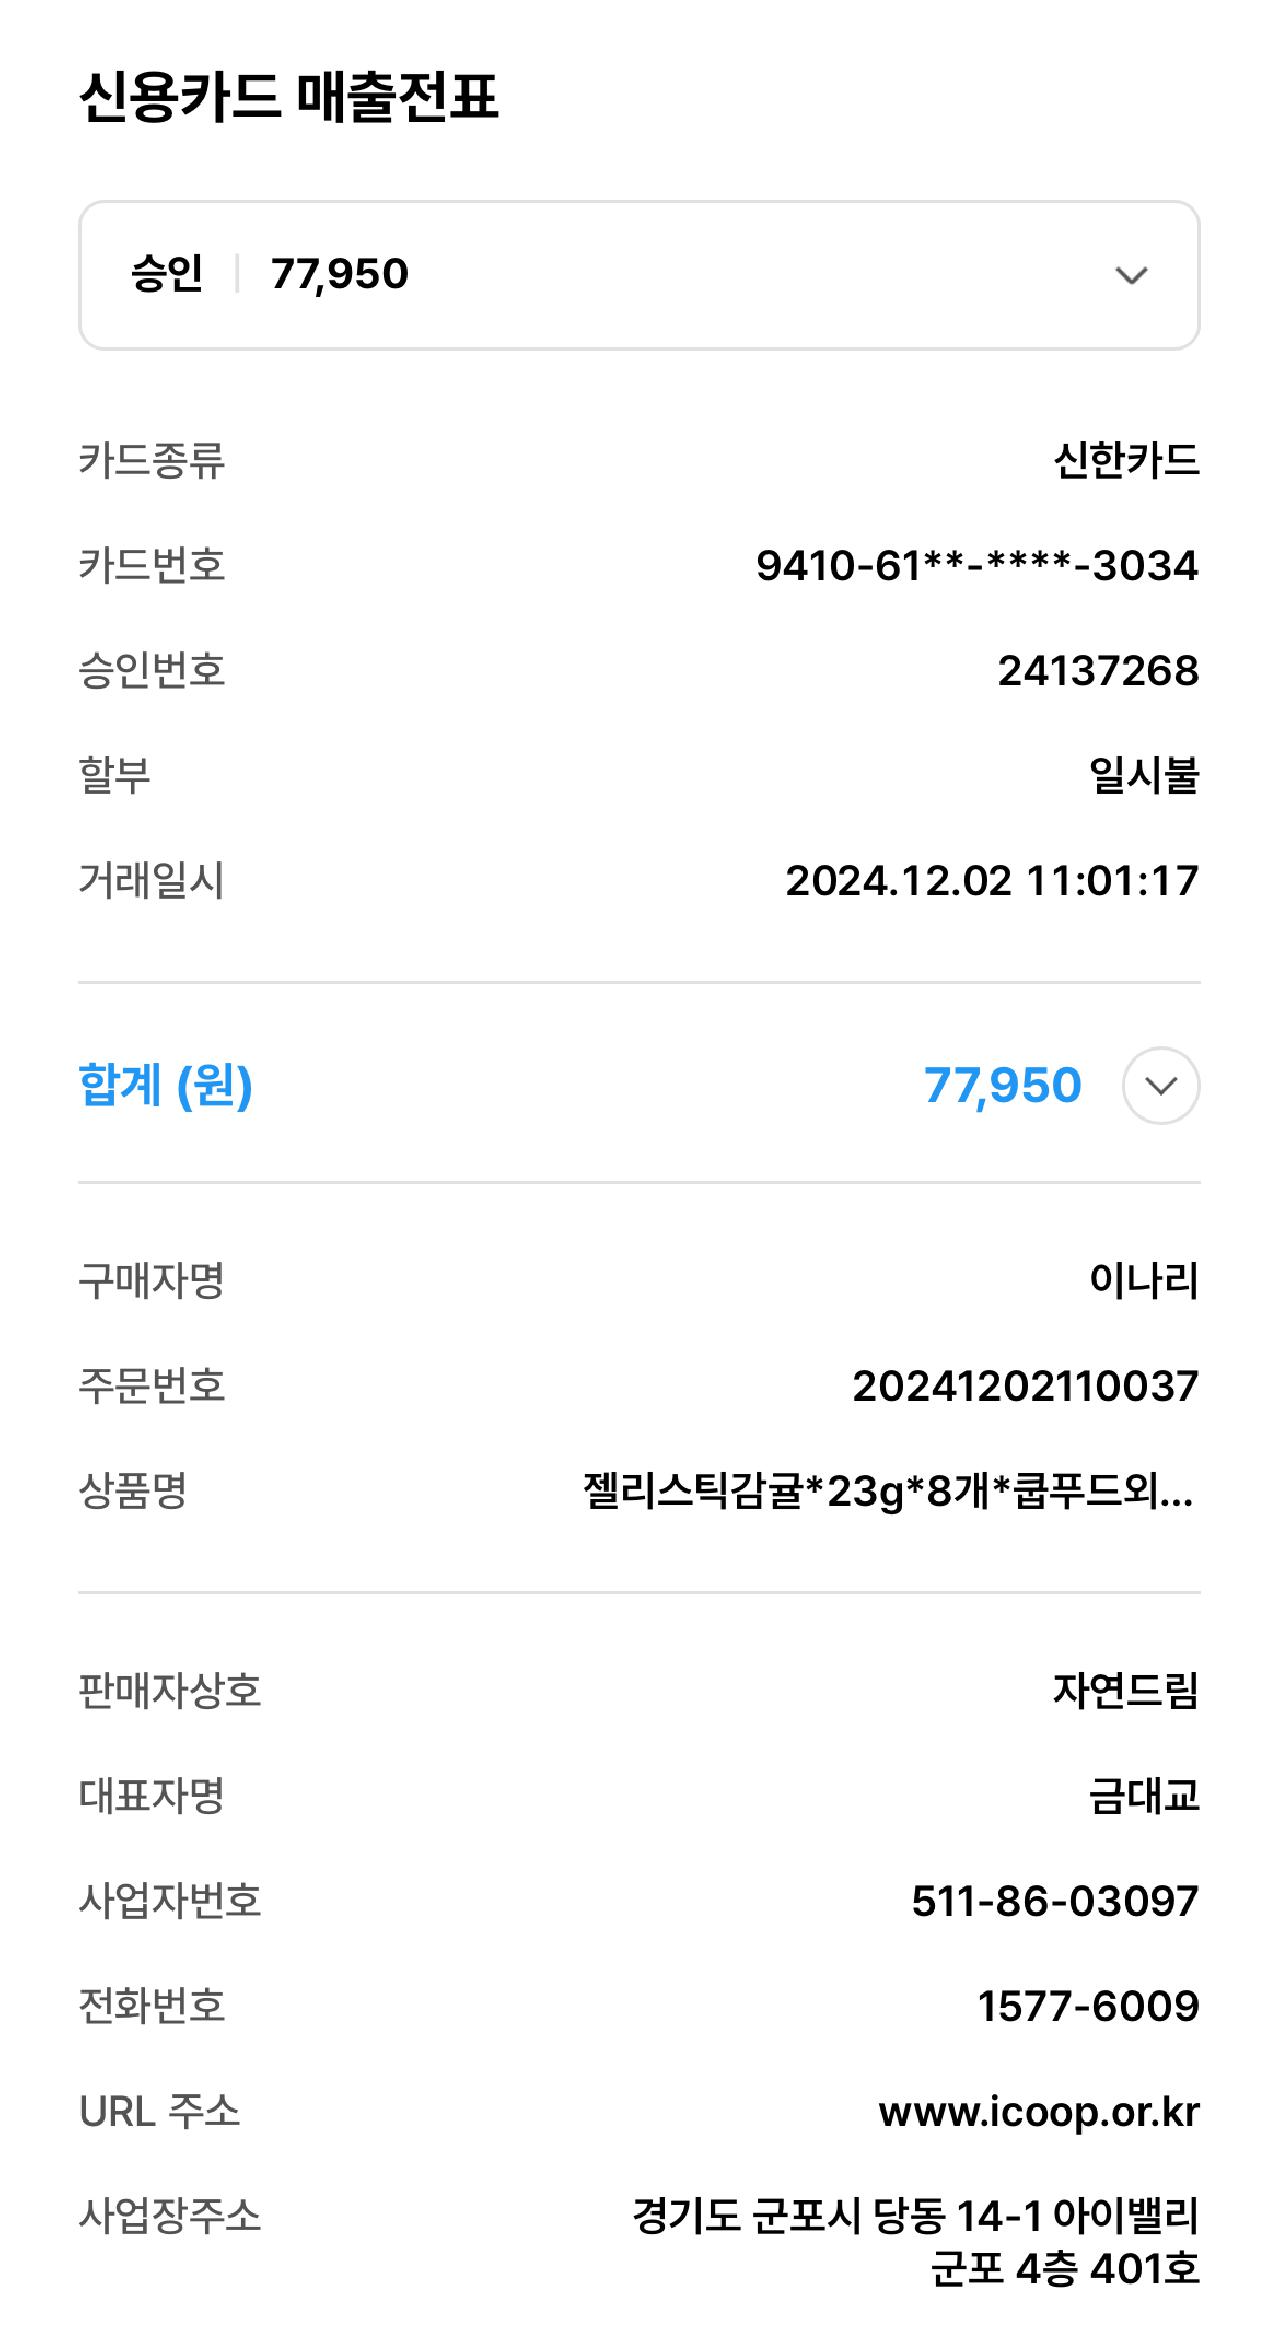 신용카드 매출전표
승인 | 77,950
카드종류 신한카드
카드번호 9410-61**-****-3034
승인번호 24137268
할부 일시불
거래일시 2024.12.02 11:01:17
합계 (원) 77,950
구매자명 이나리
주문번호 20241202110037
상품명 젤리스틱감귤*23g*8개*쿱푸드외...
판매자상호 자연드림
대표자명 금대교
사업자번호 511-86-03097
전화번호 1577-6009
URL 주소 www.icoop.or.kr
사업장주소 경기도 군포시 당동 14-1 아이밸리
군포 4층 401호